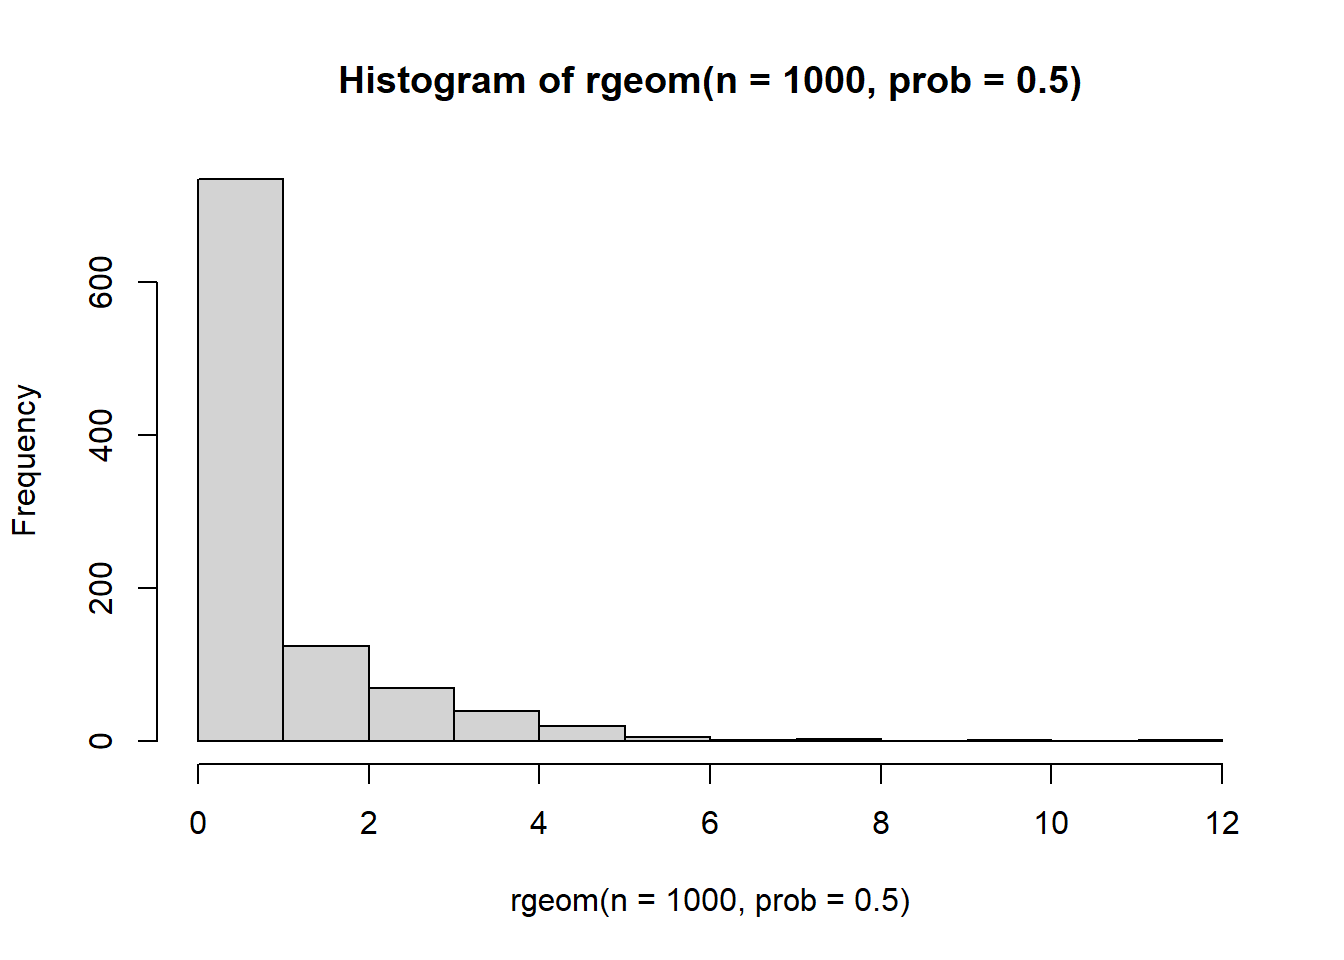 Histogram of rgeom(n = 1000, prob = 0.5)
Frequency
600
400
200
0
0 2 4 6 8 10 12
rgeom(n = 1000, prob = 0.5)